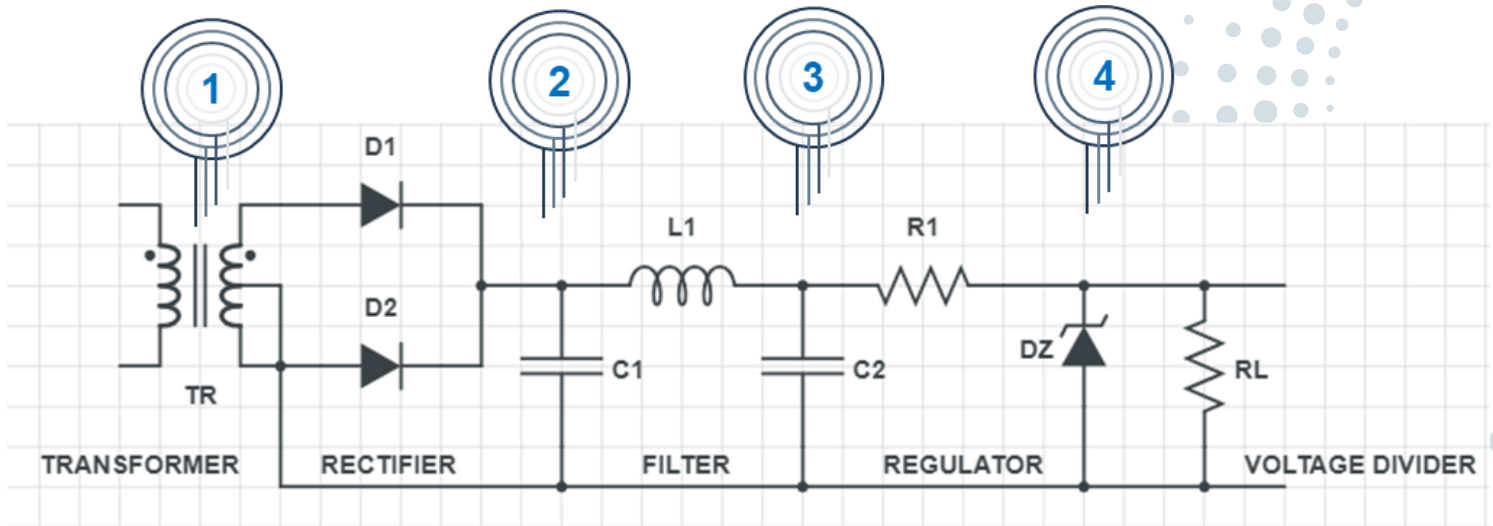 1
2
3
4
D1
L1
R1
D2
DZ
C1
C2
RL
TR
TRANSFORMER
RECTIFIER
FILTER
REGULATOR
VOLTAGE DIVIDER